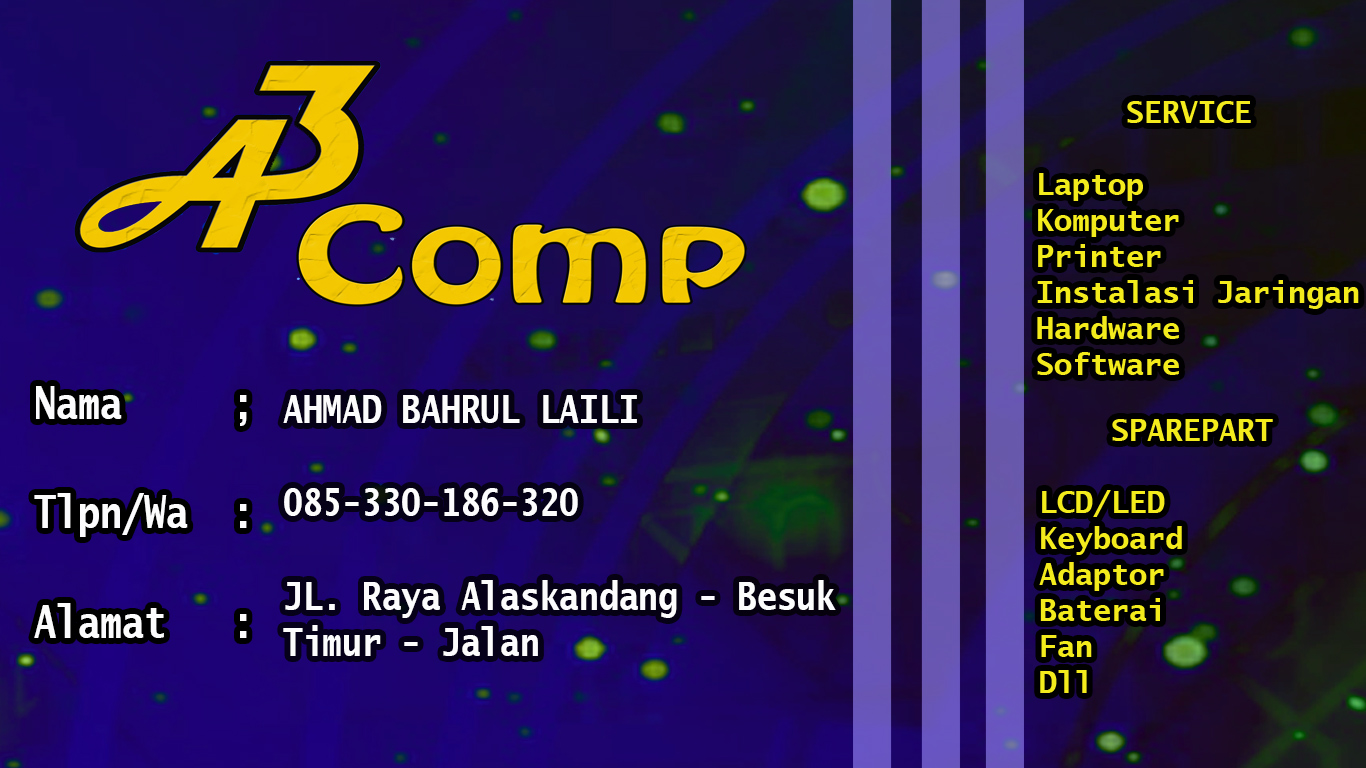 A3
Comp
Nama ; AHMAD BAHRUL LAILI
Tlpn/Wa : 085-330-186-320
Alamat : JL. Raya Alaskandang - Besuk
Timur - Jalan
SERVICE
Laptop
Komputer
Printer
Instalasi Jaringan
Hardware
Software
SPAREPART
LCD/LED
Keyboard
Adaptor
Baterai
Fan
Dll